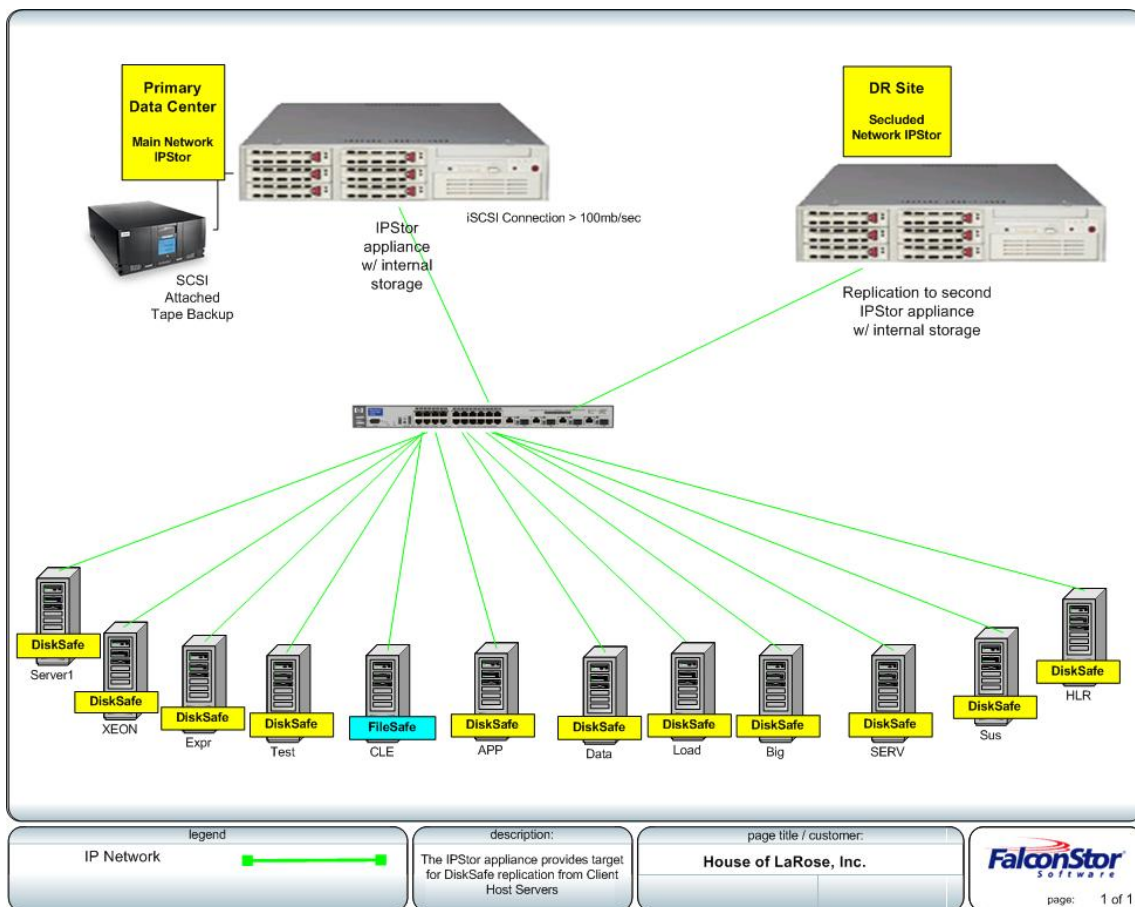 Primary
Data Center
Main Network
IPStor
DR Site
Secluded
Network IPStor
iSCSI Connection > 100mb/sec
IPStor
appliance
w/ internal
storage
SCSI
Attached
Tape Backup
Replication to second
IPStor appliance
w/ internal storage
DiskSafe
Server1
DiskSafe
XEON
DiskSafe
Expr
DiskSafe
Test
FileSafe
CLE
DiskSafe
APP
DiskSafe
Data
DiskSafe
Load
DiskSafe
Big
DiskSafe
SERV
DiskSafe
Sus
DiskSafe
HLR
legend
IP Network
description:
The IPStor appliance provides target
for DiskSafe replication from Client
Host Servers
page title / customer:
House of LaRose, Inc.
FalconStor
Software
page: 1 of 1